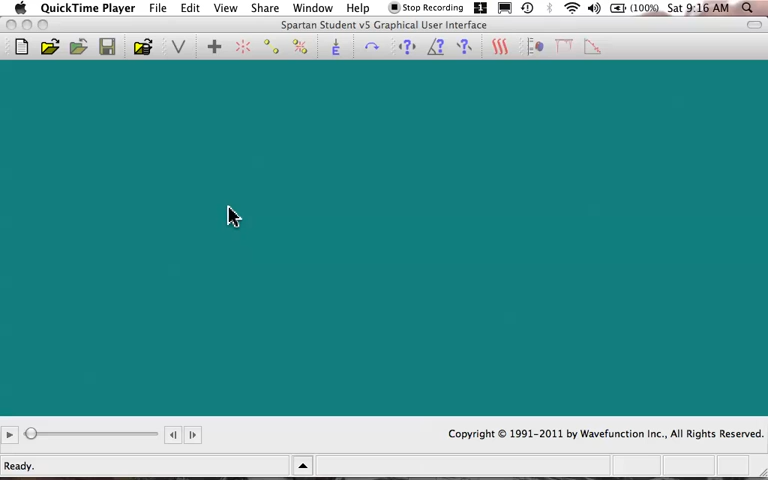 QuickTime Player File Edit View Share Window Help Stop Recording 1 (100%) Sat 9:16 AM
Spartan Student v5 Graphical User Interface
Copyright © 1991-2011 by Wavefunction Inc., All Rights Reserved.
Ready.